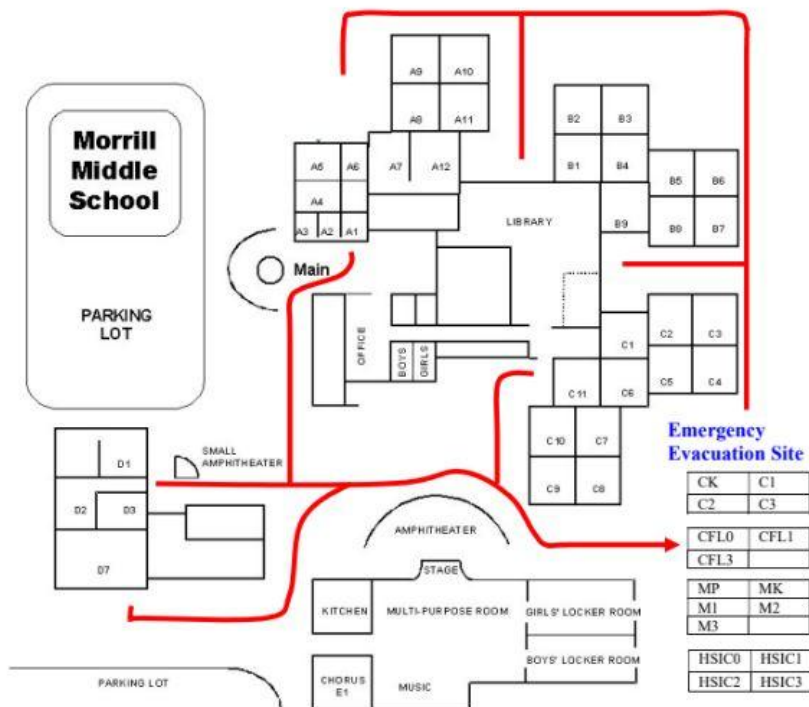 Morrill
Middle
School
PARKING
LOT
A9 A10
A8 A11
A5 A6 A7 A12
A4
A3 A2 A1
Main
B2 B3
B1 B4
B5 B6
B9 B8 B7
LIBRARY
OFFICE
BOYS GIRLS
C1 C2 C3
C11 C6 C5 C4
C10 C7
C9 C8
D1
D2 D3
D7
SMALL
AMPHITHEATER
AMPHITHEATER
STAGE
KITCHEN MULTI-PURPOSE ROOM GIRLS' LOCKER ROOM
BOYS' LOCKER ROOM
CHORUS
E1
MUSIC
PARKING LOT
Emergency
Evacuation Site
CK C1
C2 C3
CFL0 CFL1
CFL3
MP MK
M1 M2
M3
HSIC0 HSIC1
HSIC2 HSIC3